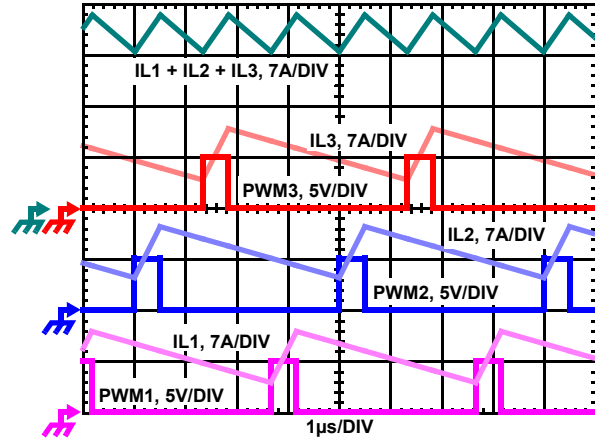 IL1 + IL2 + IL3, 7A/DIV
IL3, 7A/DIV
PWM3, 5V/DIV
IL2, 7A/DIV
PWM2, 5V/DIV
IL1, 7A/DIV
PWM1, 5V/DIV
1µs/DIV